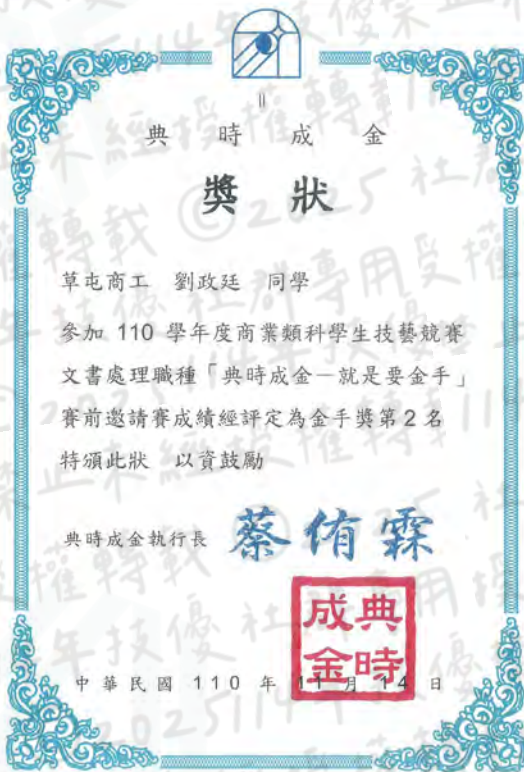 典時成金
獎狀
草屯商工 劉政廷 同學
參加 110 學年度商業類科學生技藝競賽
文書處理職種「典時成金－就是要金手」
賽前邀請賽成績經評定為金手獎第2名
特頒此狀 以資鼓勵
典時成金執行長 蔡侑霖
典時成金
中華民國 110 年 11 月 14 日